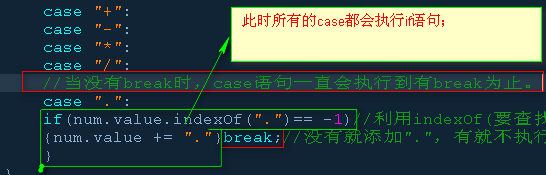 case "+":
此时所有的case都会执行if语句;
case "-":
case "*":
case "/":
//当没有break时,case语句一直会执行到有break为止。
case ".":
if(num.value.indexOf(".")== -1)//利用indexOf(要查找
{num.value += "."}break;//没有就添加".",有就不执行
}
}